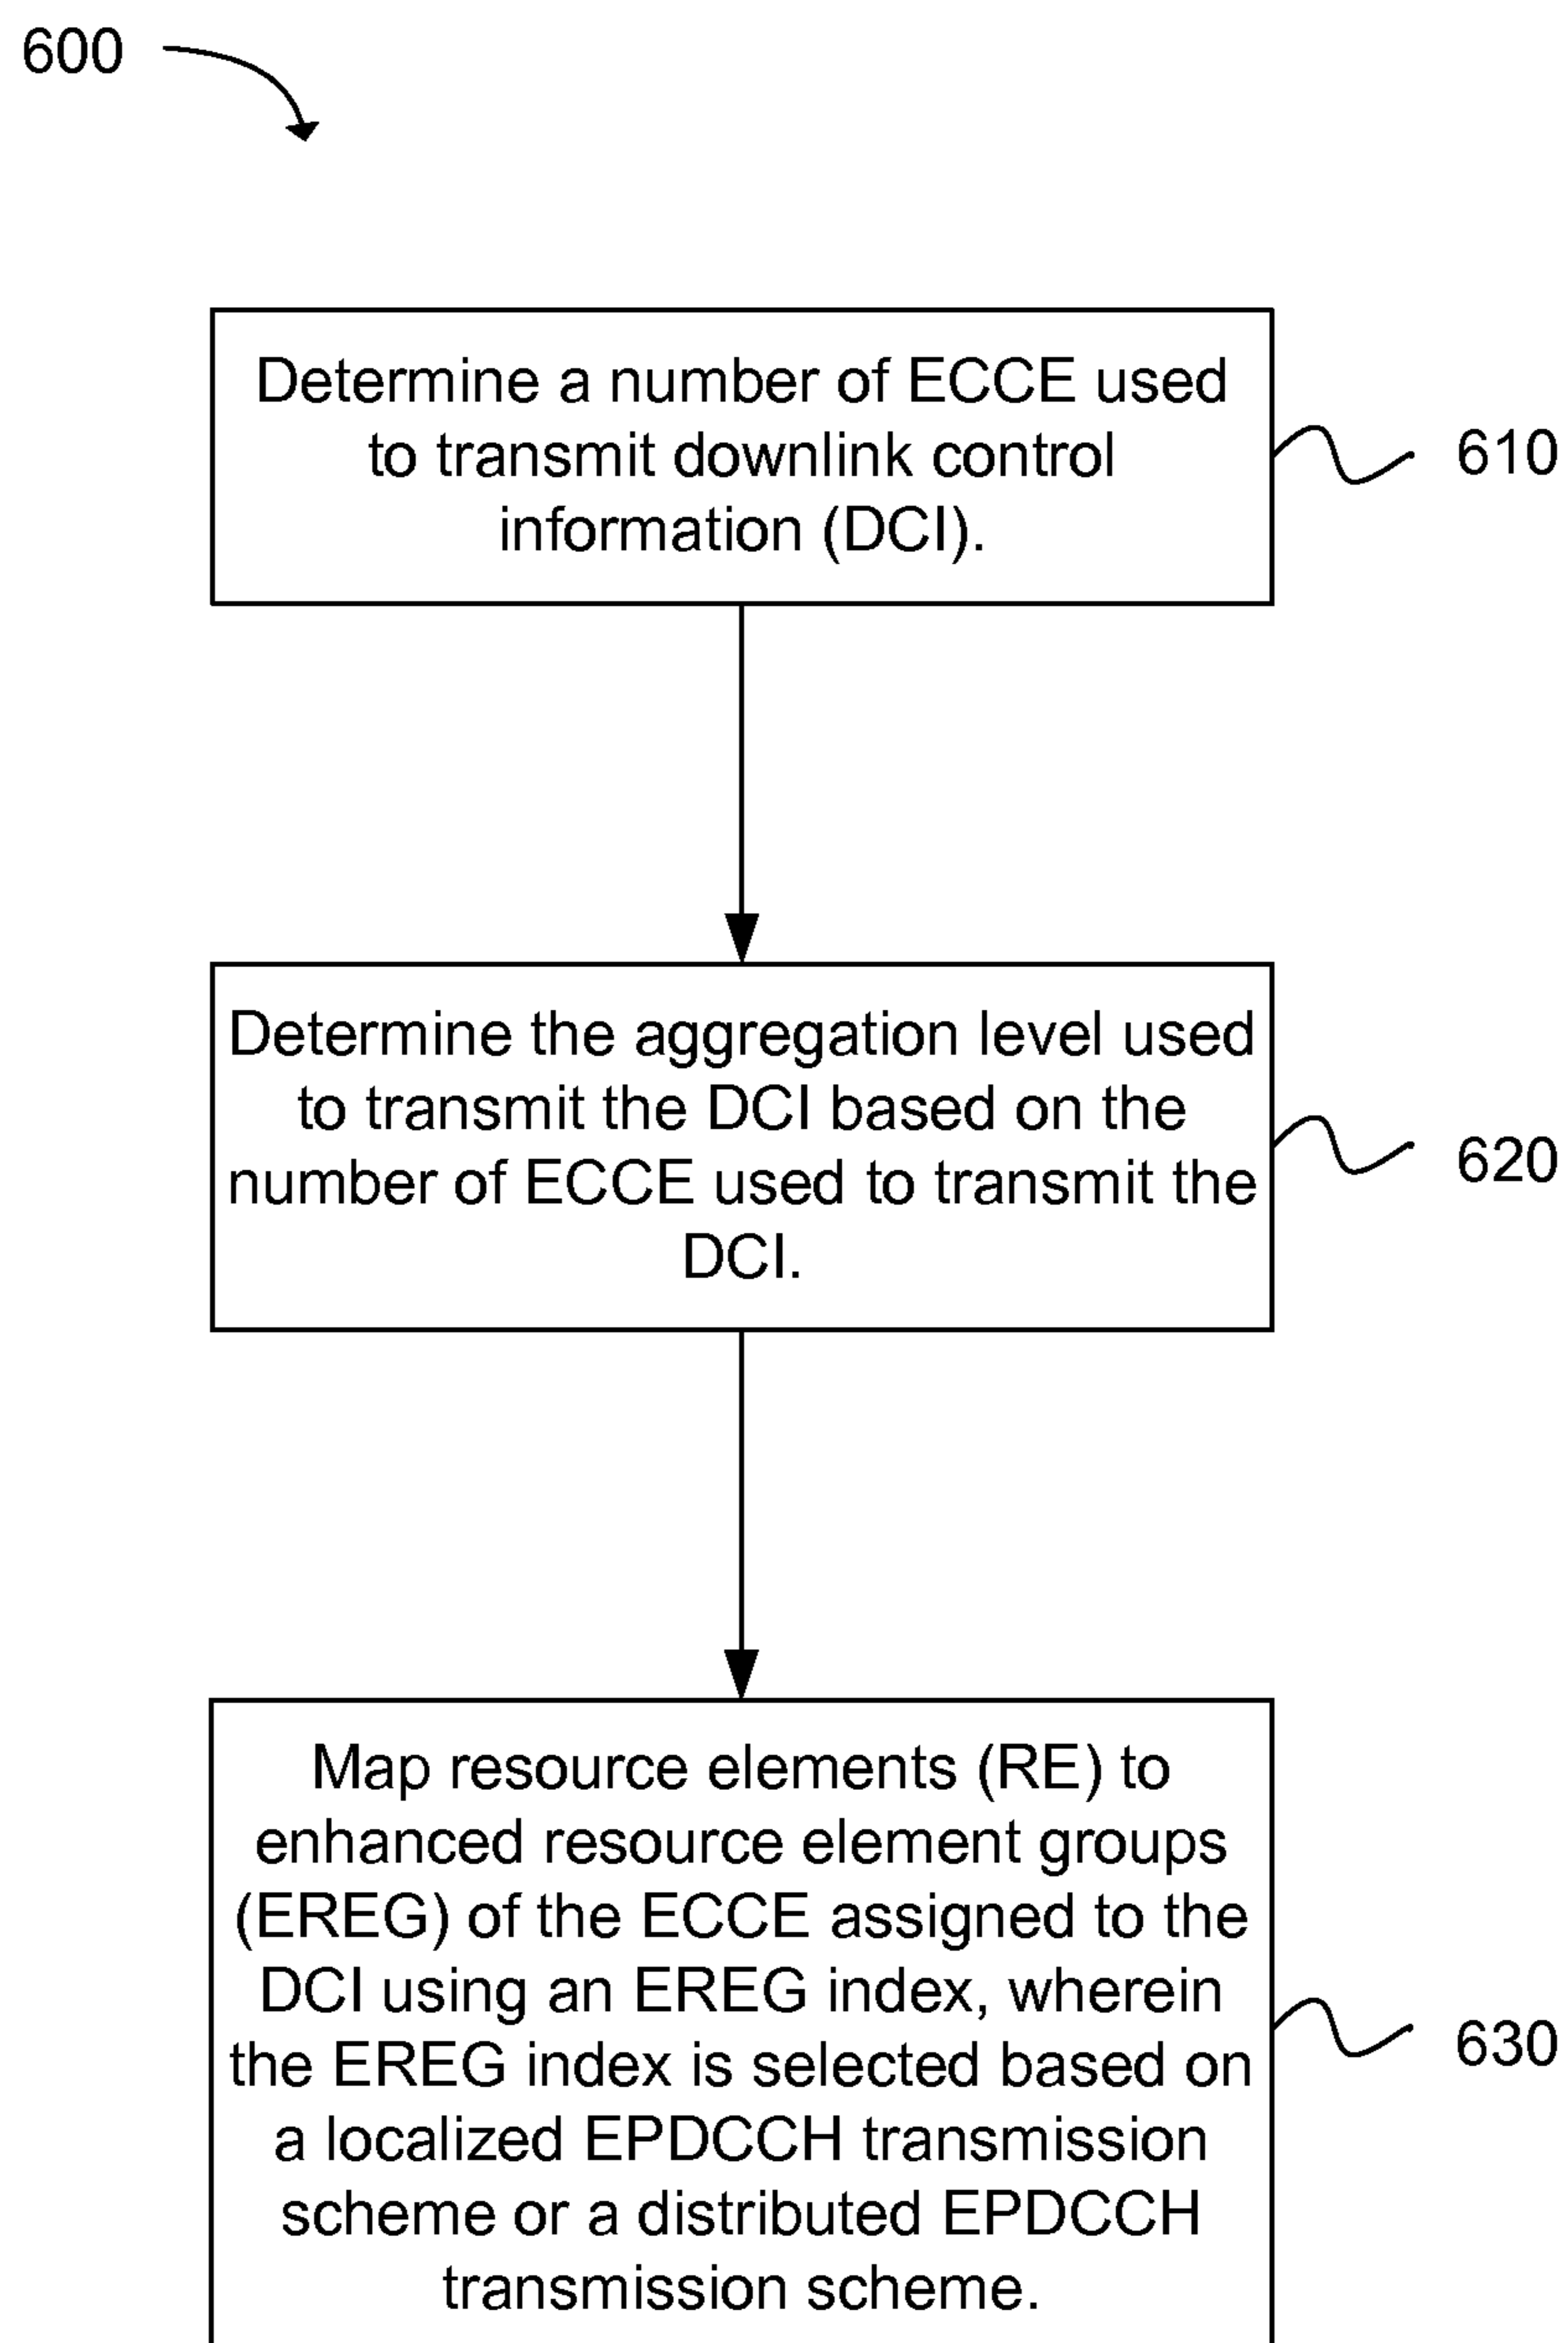 600
Determine a number of ECCE used
to transmit downlink control
information (DCI).
610
Determine the aggregation level used
to transmit the DCI based on the
number of ECCE used to transmit the
DCI.
620
Map resource elements (RE) to
enhanced resource element groups
(EREG) of the ECCE assigned to the
DCI using an EREG index, wherein
the EREG index is selected based on
a localized EPDCCH transmission
scheme or a distributed EPDCCH
transmission scheme.
630